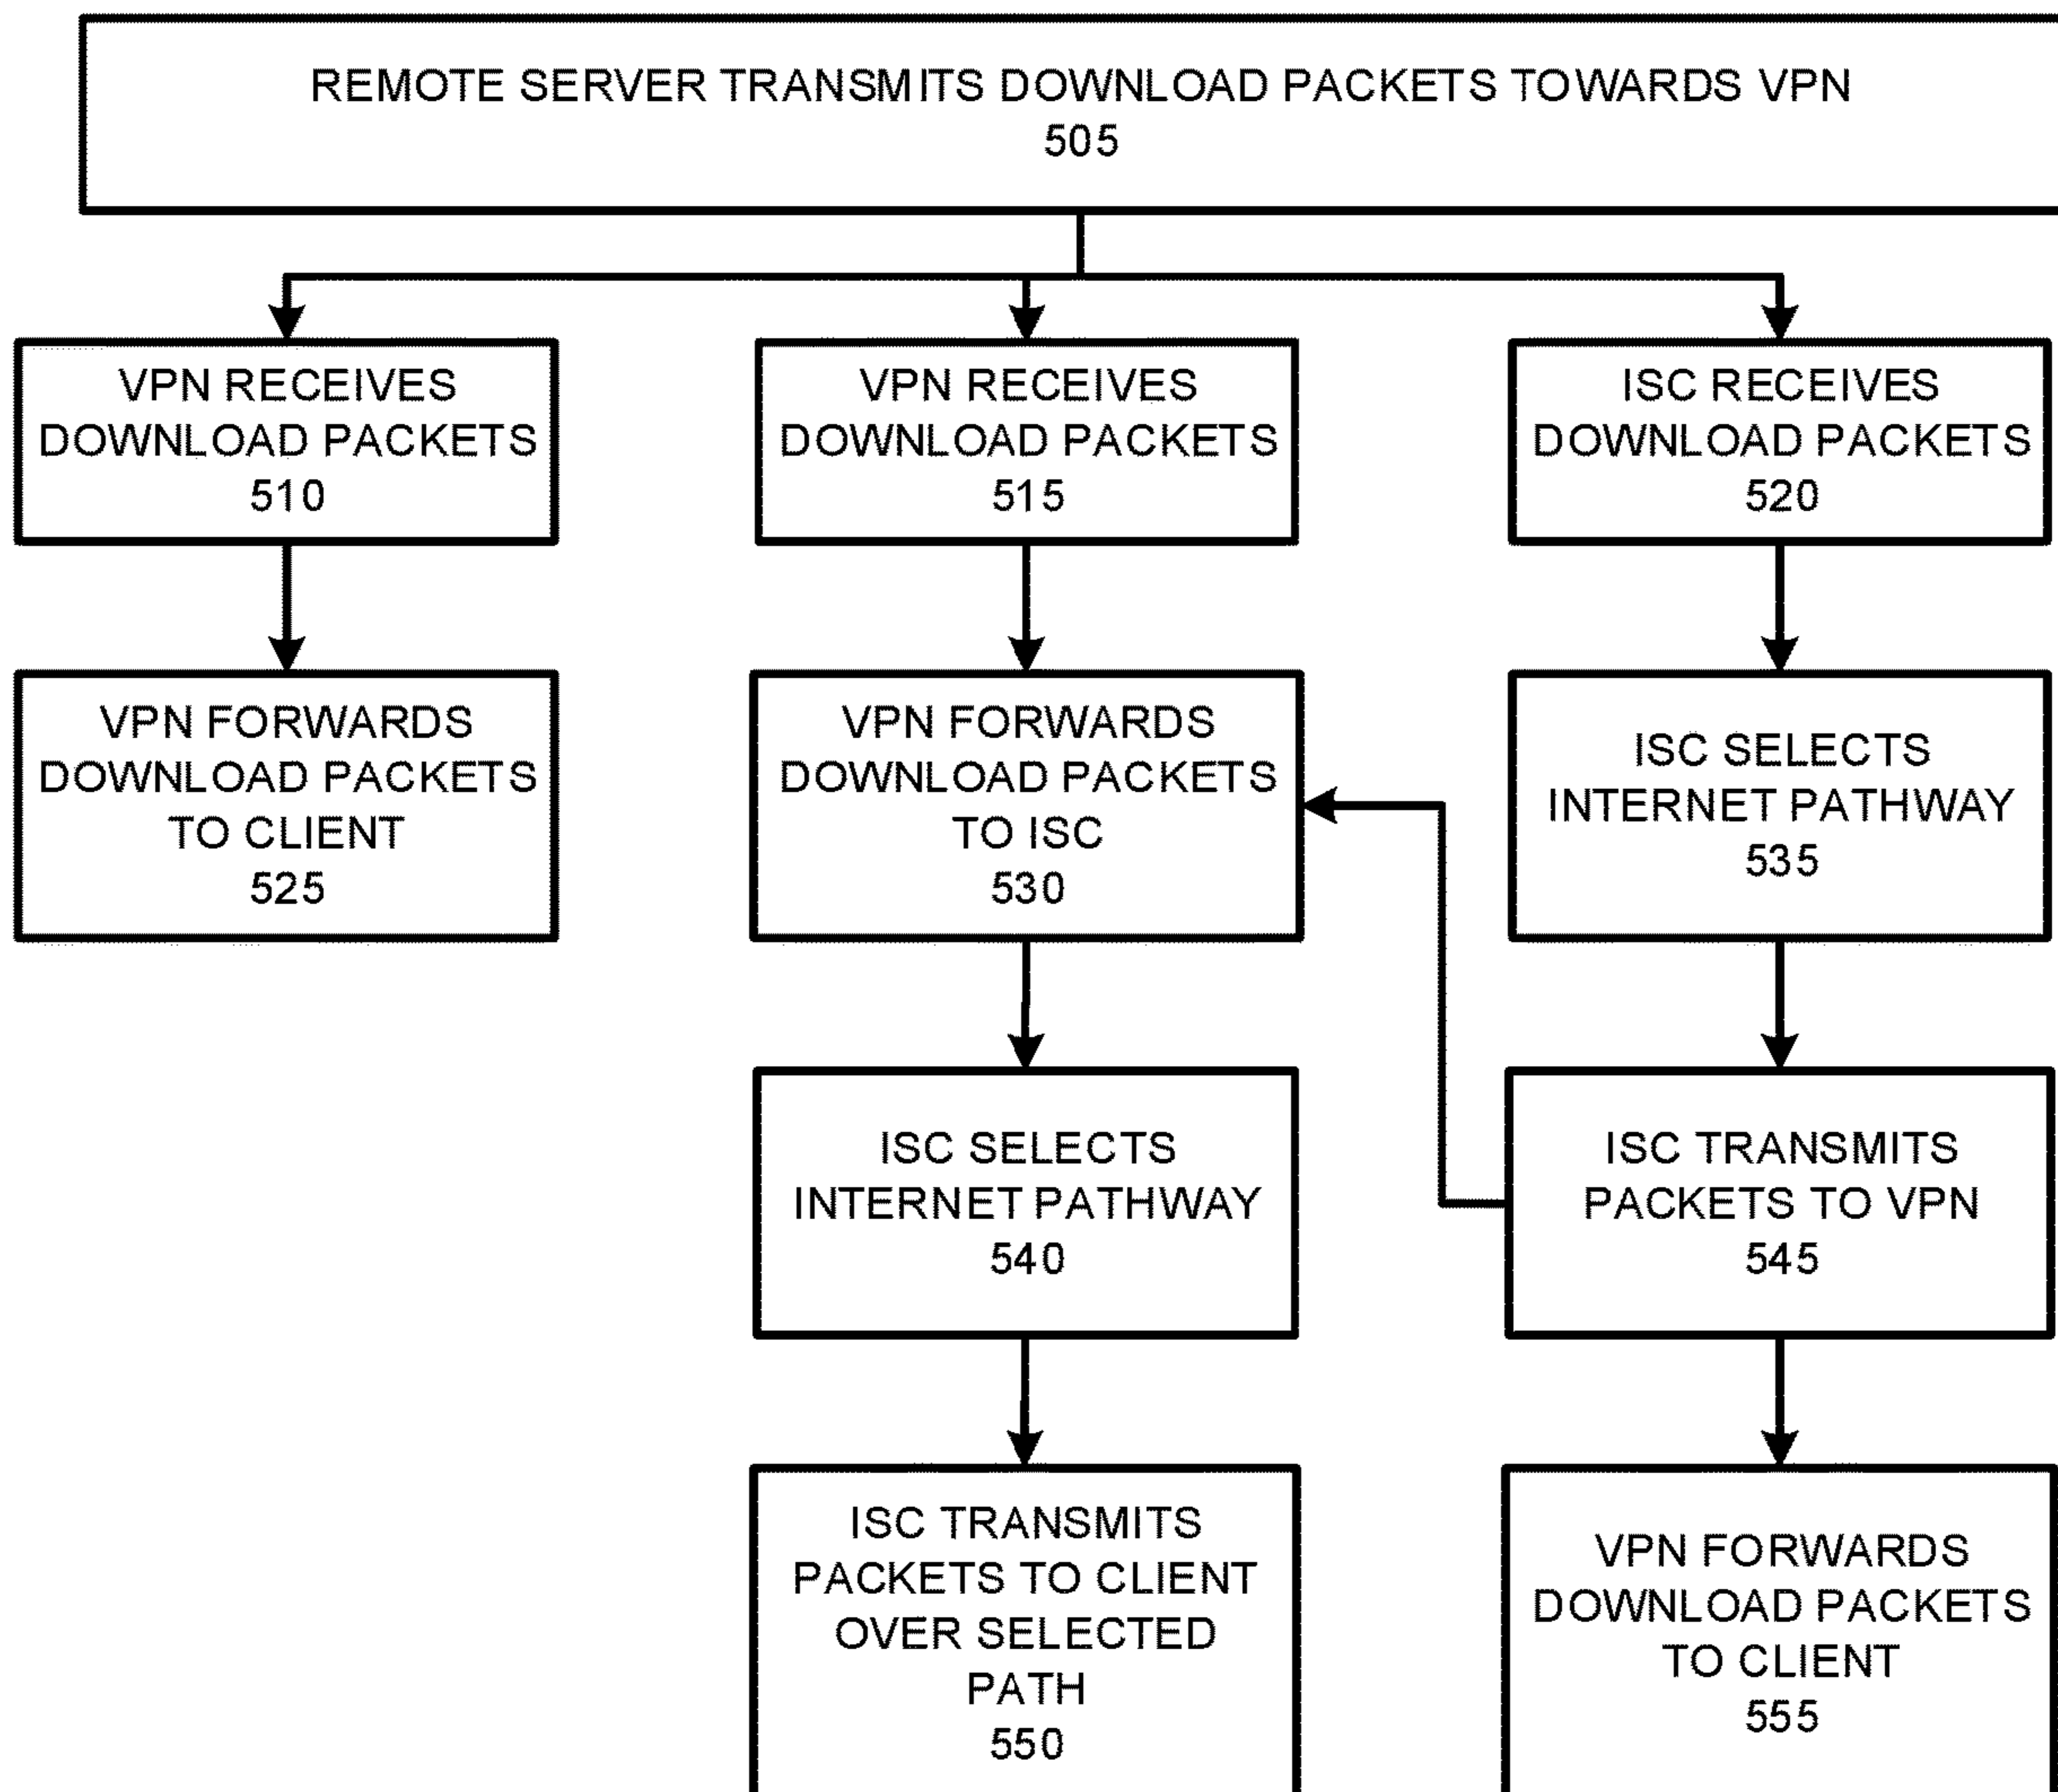 REMOTE SERVER TRANSMITS DOWNLOAD PACKETS TOWARDS VPN
505
VPN RECEIVES
DOWNLOAD PACKETS
510
VPN RECEIVES
DOWNLOAD PACKETS
515
ISC RECEIVES
DOWNLOAD PACKETS
520
VPN FORWARDS
DOWNLOAD PACKETS
TO CLIENT
525
VPN FORWARDS
DOWNLOAD PACKETS
TO ISC
530
ISC SELECTS
INTERNET PATHWAY
535
ISC SELECTS
INTERNET PATHWAY
540
ISC TRANSMITS
PACKETS TO VPN
545
ISC TRANSMITS
PACKETS TO CLIENT
OVER SELECTED
PATH
550
VPN FORWARDS
DOWNLOAD PACKETS
TO CLIENT
555